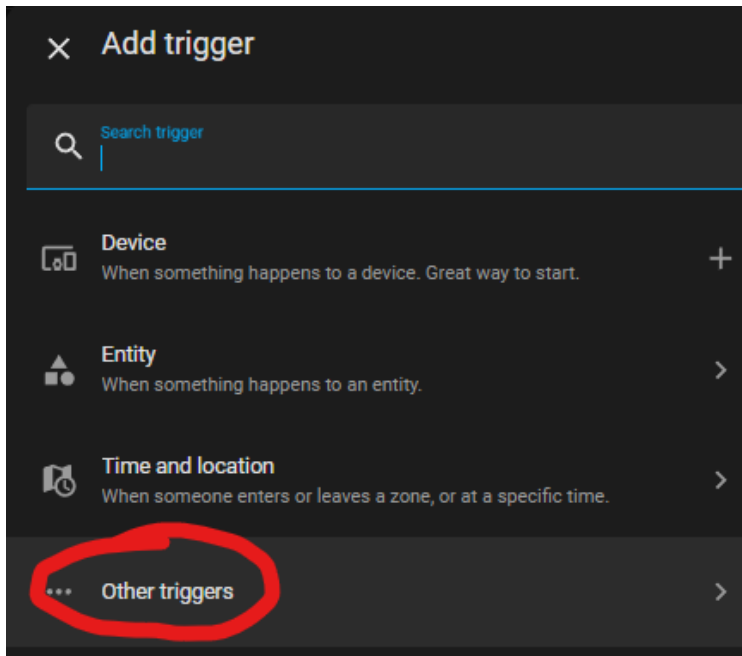 Add trigger
Search trigger
Device
When something happens to a device. Great way to start.
Entity
When something happens to an entity.
Time and location
When someone enters or leaves a zone, or at a specific time.
Other triggers